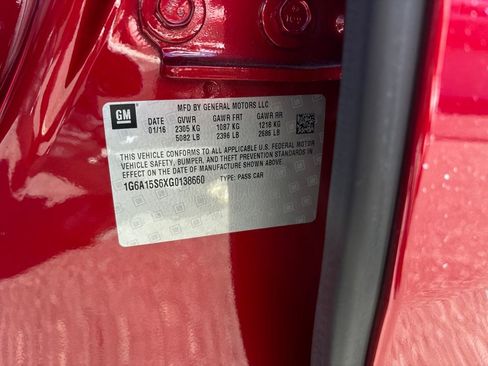 GM
MFD BY GENERAL MOTORS LLC
DATE GVWR GAWR FRT GAWR RR
01/16 2305 KG 1087 KG 1218 KG
5082 LB 2396 LB 2686 LB
THIS VEHICLE CONFORMS TO ALL APPLICABLE U.S. FEDERAL MOTOR
VEHICLE SAFETY, BUMPER, AND THEFT PREVENTION STANDARDS
IN EFFECT ON THE DATE OF MANUFACTURE SHOWN ABOVE.
1G6A15S6XG0138660 TYPE: PASS CAR